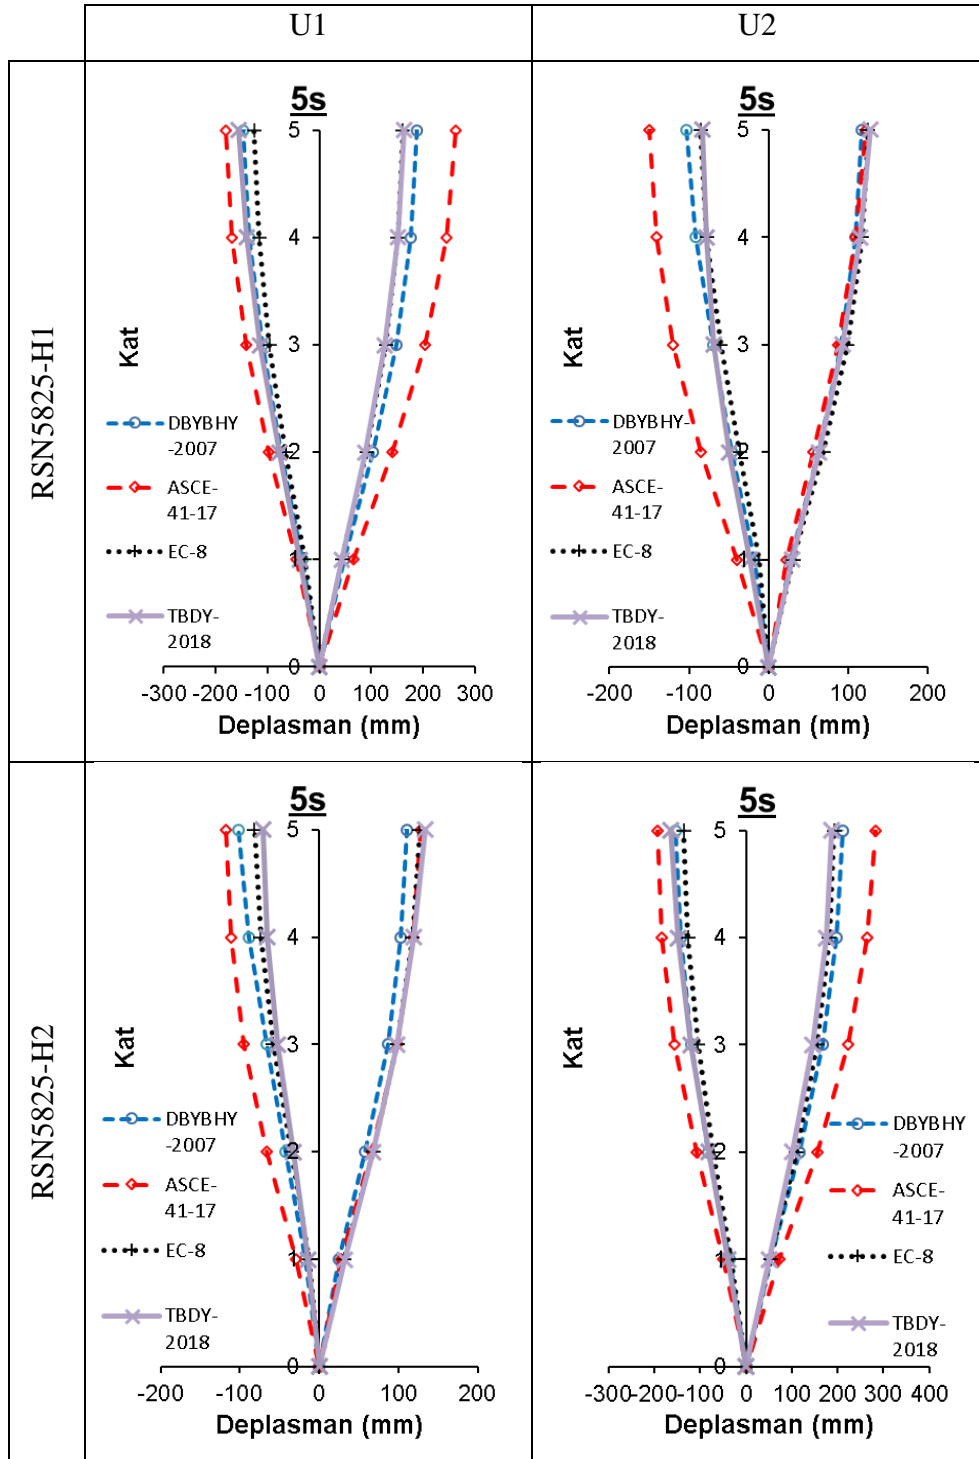 U1
U2
RSN5825-H1
5s
5
4
3
2
1
0
Kat
DBYBHY
-2007
ASCE-
41-17
EC-8
TBDY-
2018
-300 -200 -100 0 100 200 300
Deplasman (mm)
5s
5
4
3
2
1
0
Kat
DBYBHY-
2007
ASCE-
41-17
EC-8
TBDY-
2018
-200 -100 0 100 200
Deplasman (mm)
RSN5825-H2
5s
5
4
3
2
1
0
Kat
DBYBHY
-2007
ASCE-
41-17
EC-8
TBDY-
2018
-200 -100 0 100 200
Deplasman (mm)
5s
5
4
3
2
1
0
Kat
DBYBHY
-2007
ASCE-
41-17
EC-8
TBDY-
2018
-300-200-100 0 100 200 300 400
Deplasman (mm)